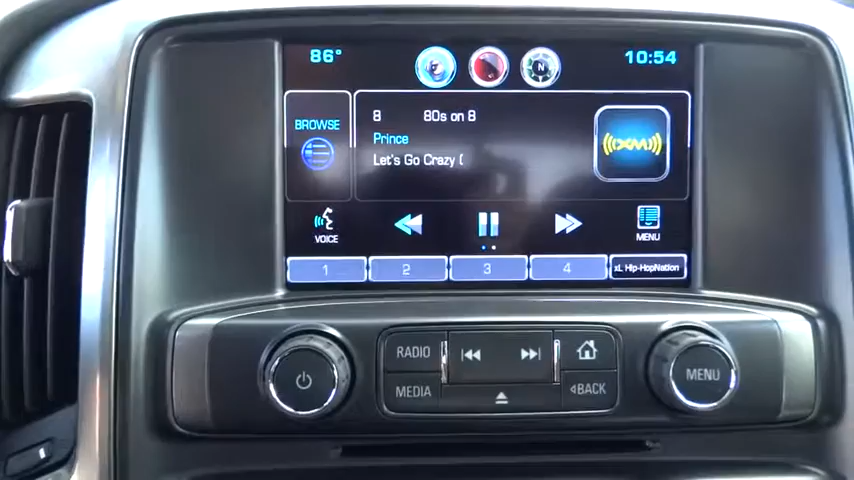 86° 10:54
N
8 80s on 8
BROWSE
Prince
Let's Go Crazy (
XM
VOICE
MENU
1 2 3 4 xL Hip-HopNation
RADIO
MEDIA
BACK
MENU